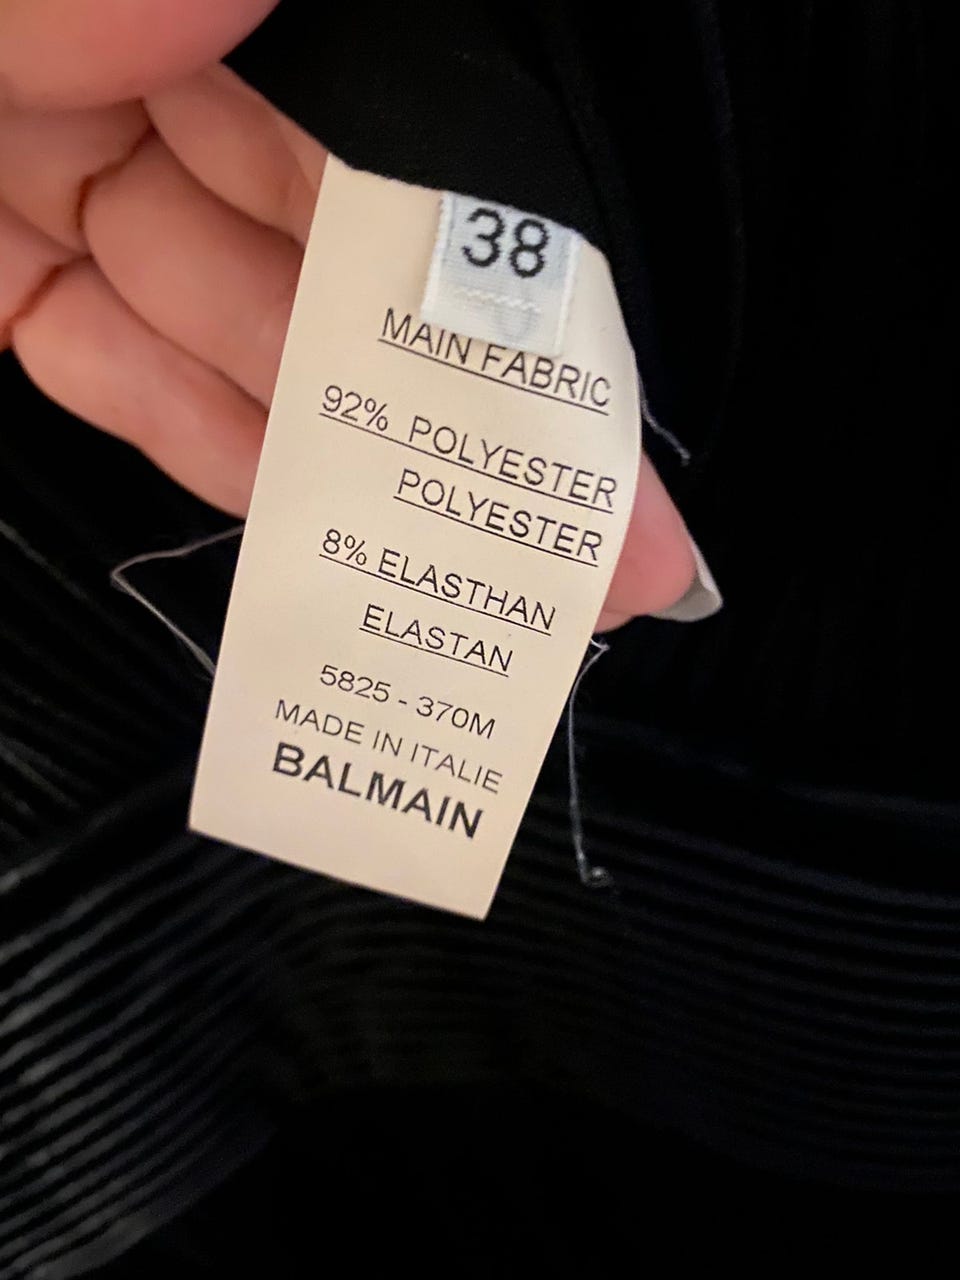 38
MAIN FABRIC
92% POLYESTER
POLYESTER
8% ELASTHAN
ELASTAN
5825 - 370M
MADE IN ITALIE
BALMAIN